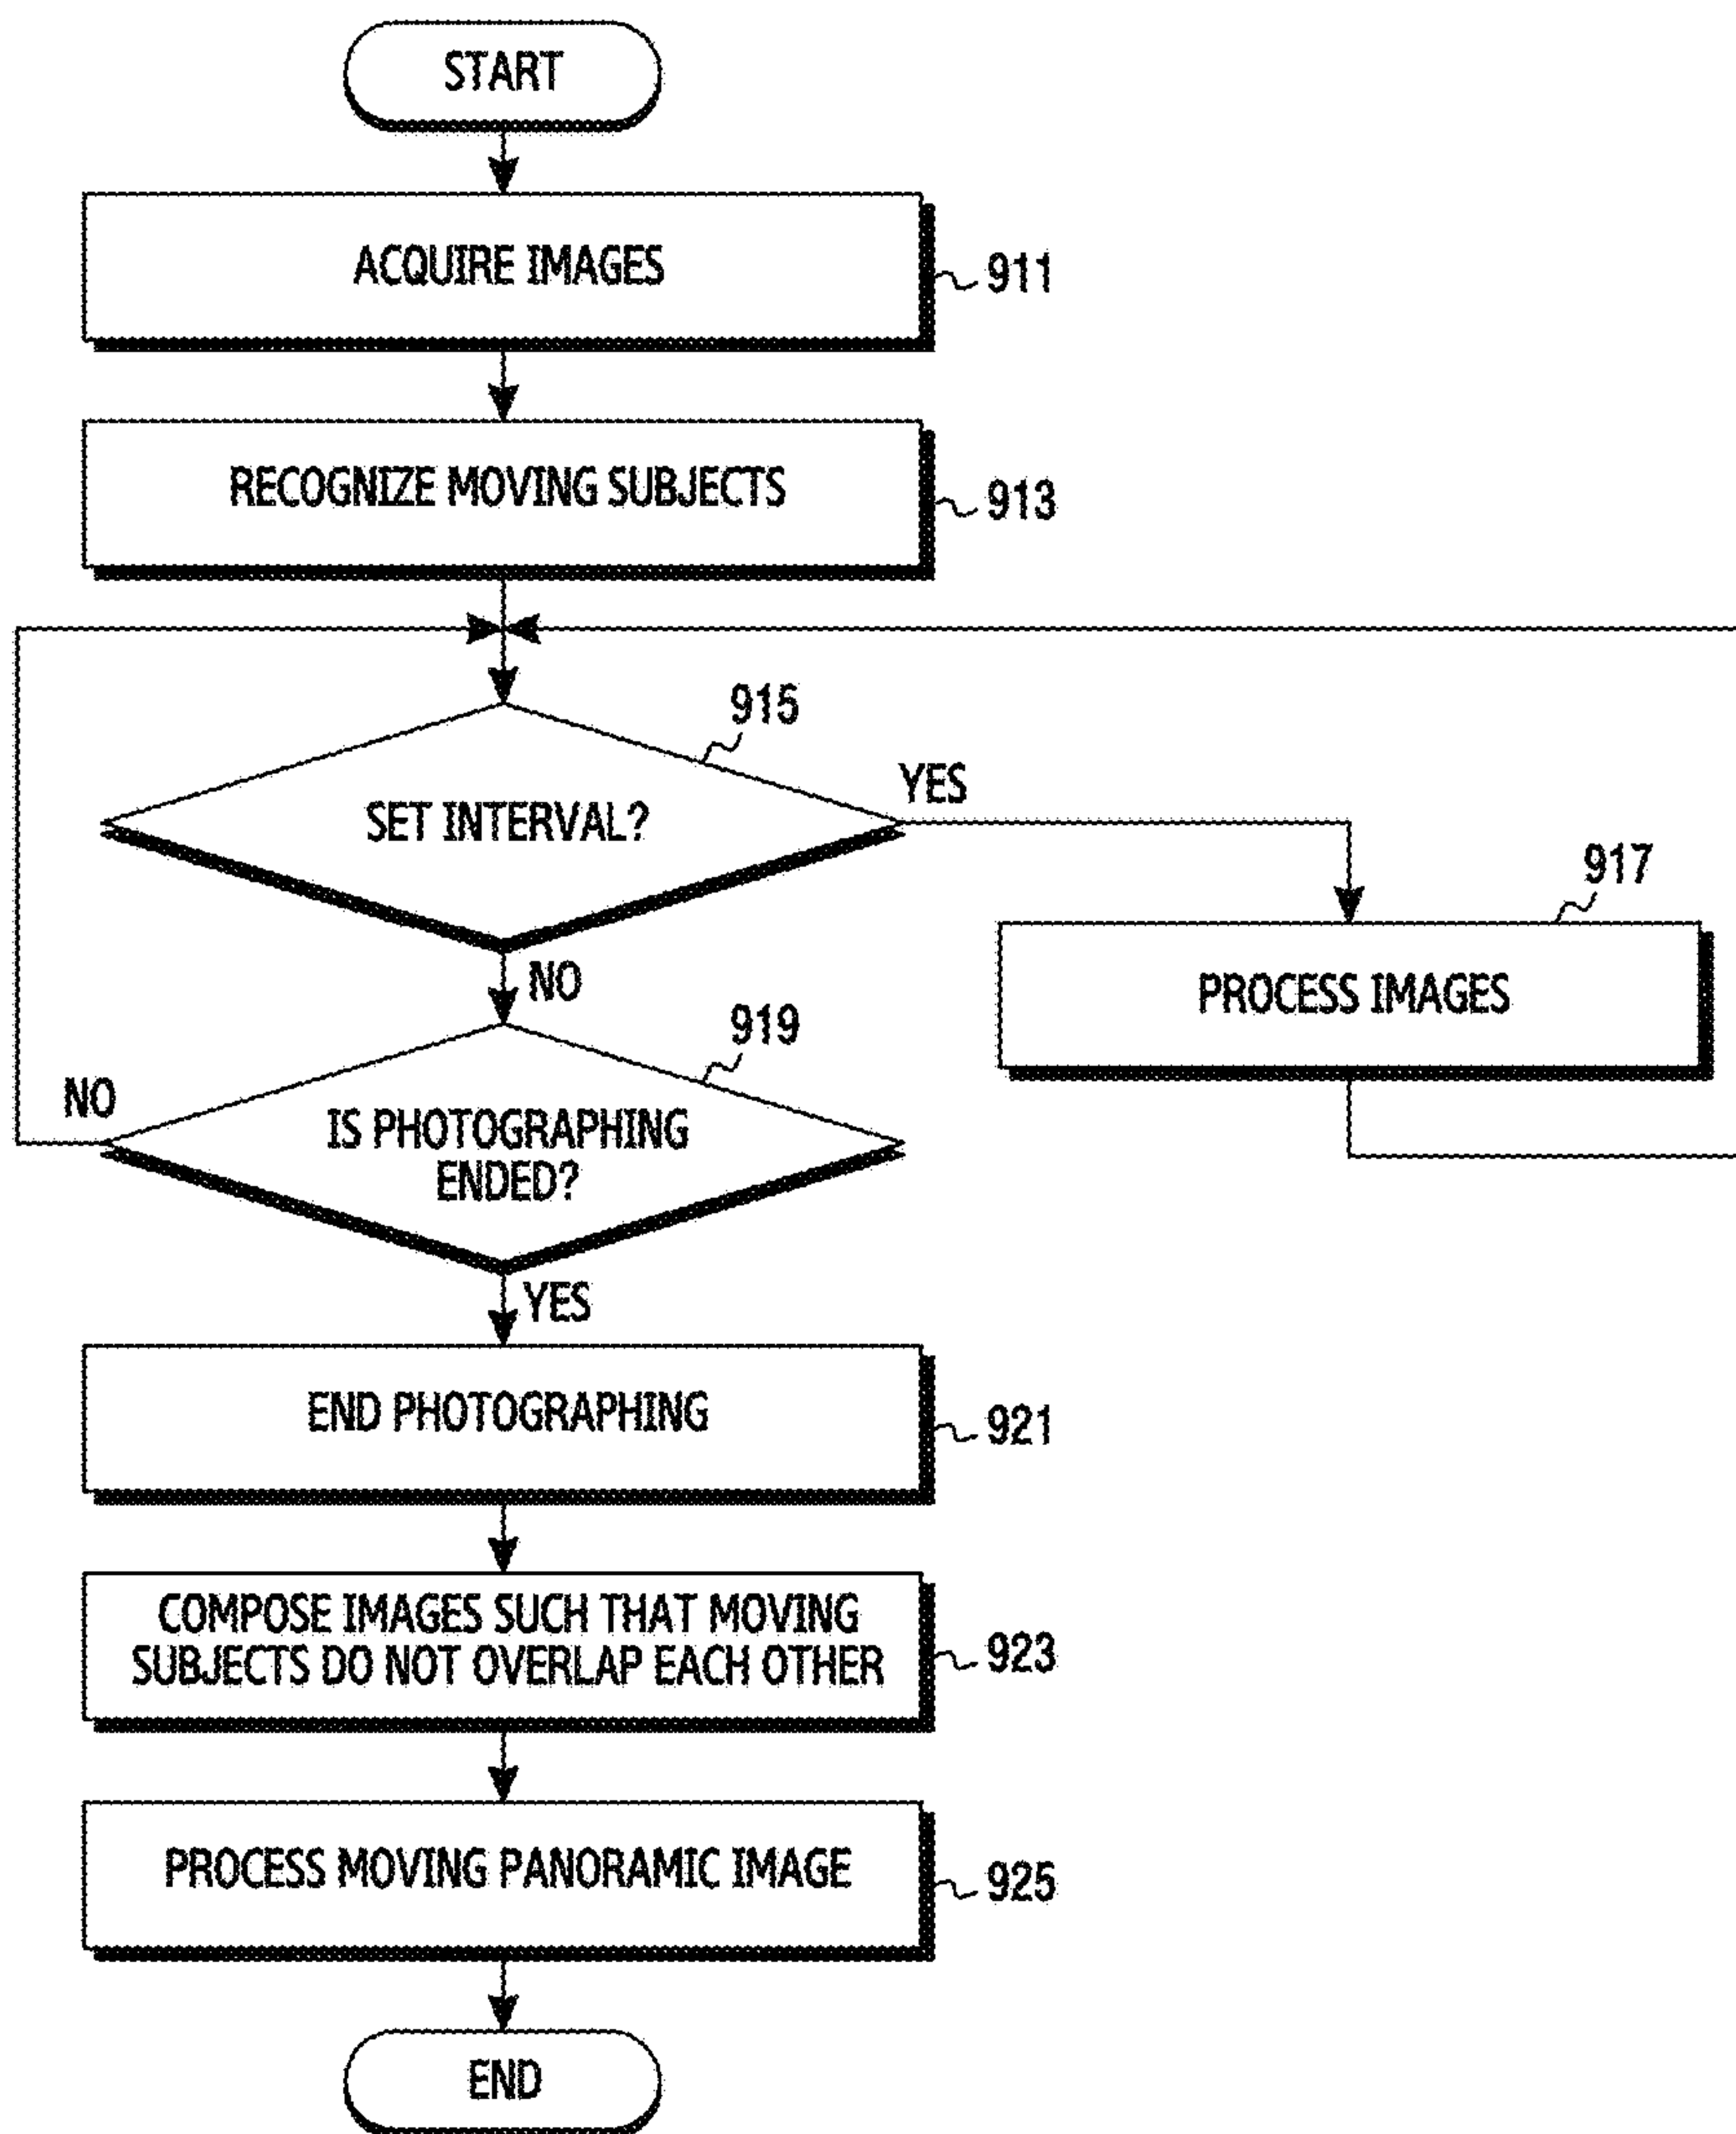 START
ACQUIRE IMAGES
911
RECOGNIZE MOVING SUBJECTS
913
915
SET INTERVAL?
YES
917
PROCESS IMAGES
NO
919
NO
IS PHOTOGRAPHING
ENDED?
YES
END PHOTOGRAPHING
921
COMPOSE IMAGES SUCH THAT MOVING
SUBJECTS DO NOT OVERLAP EACH OTHER
923
PROCESS MOVING PANORAMIC IMAGE
925
END